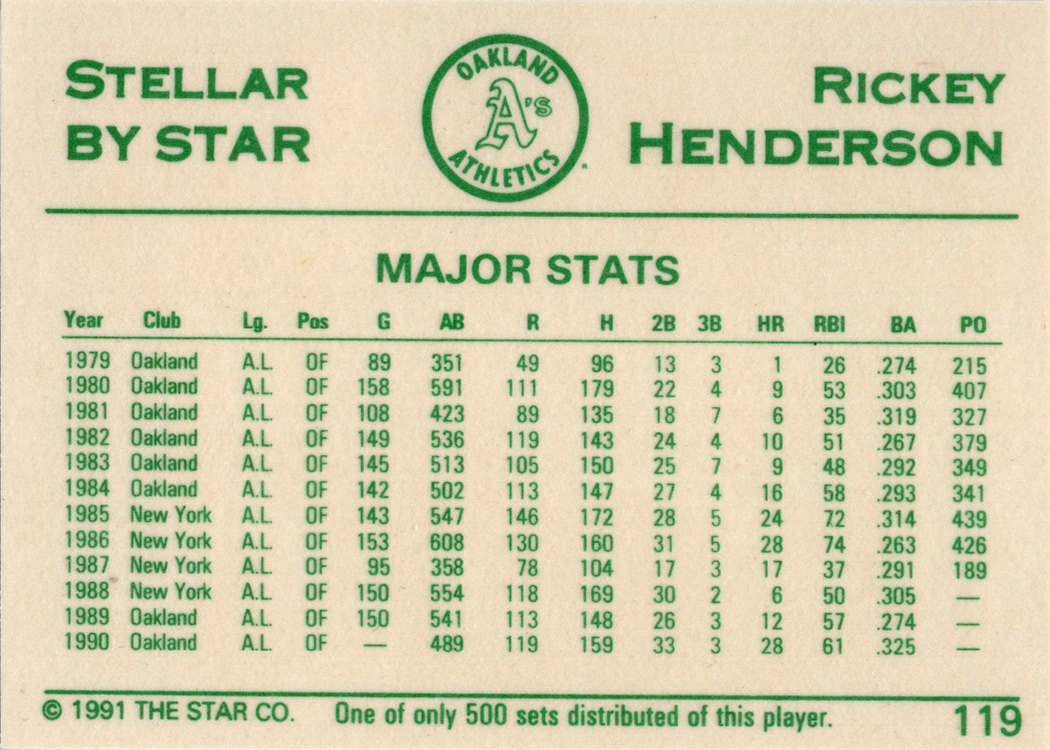 STELLAR
BY STAR
OAKLAND
A's
ATHLETICS
RICKEY
HENDERSON
MAJOR STATS
Year Club Lg. Pos G AB R H 2B 3B HR RBI BA PO
1979 Oakland A.L. OF 89 351 49 96 13 3 1 26 .274 215
1980 Oakland A.L. OF 158 591 111 179 22 4 9 53 .303 407
1981 Oakland A.L. OF 108 423 89 135 18 7 6 35 .319 327
1982 Oakland A.L. OF 149 536 119 143 24 4 10 51 .267 379
1983 Oakland A.L. OF 145 513 105 150 25 7 9 48 .292 349
1984 Oakland A.L. OF 142 502 113 147 27 4 16 58 .293 341
1985 New York A.L. OF 143 547 146 172 28 5 24 72 .314 439
1986 New York A.L. OF 153 608 130 160 31 5 28 74 .263 426
1987 New York A.L. OF 95 358 78 104 17 3 17 37 .291 189
1988 New York A.L. OF 150 554 118 169 30 2 6 50 .305 —
1989 Oakland A.L. OF 150 541 113 148 26 3 12 57 .274 —
1990 Oakland A.L. OF — 489 119 159 33 3 28 61 .325 —
© 1991 THE STAR CO. One of only 500 sets distributed of this player. 119